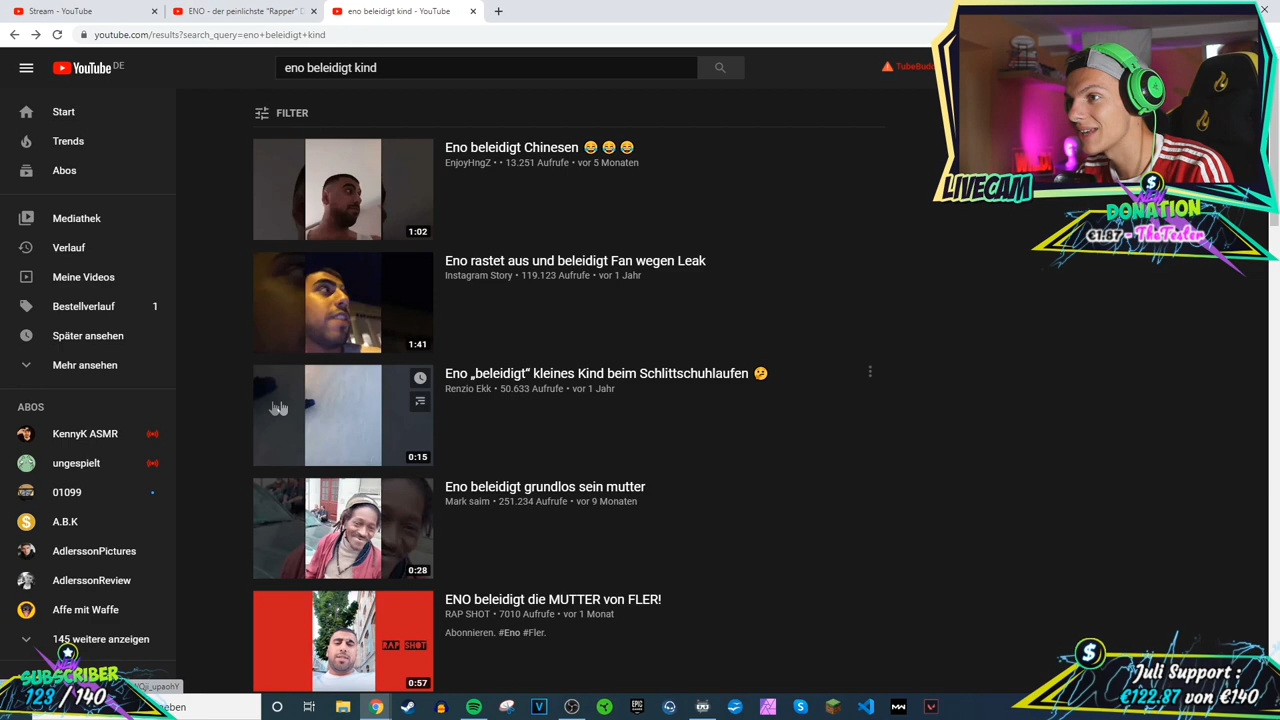 Stream - YouTube
ENO - der peinlichste "Rapper" D
eno beleidigt kind - YouTube
youtube.com/results?search_query=eno+beleidigt+kind
YouTube DE
eno beleidigt kind
TubeBudd
FILTER
Start
Trends
Abos
Mediathek
Verlauf
Meine Videos
Bestellverlauf 1
Später ansehen
Mehr ansehen
ABOS
KennyK ASMR
ungespielt
01099
A.B.K
AdlerssonPictures
AdlerssonReview
Affe mit Waffe
145 weitere anzeigen
Eno beleidigt Chinesen 😂 😂 😂
EnjoyHngZ • • 13.251 Aufrufe • vor 5 Monaten
1:02
Eno rastet aus und beleidigt Fan wegen Leak
Instagram Story • 119.123 Aufrufe • vor 1 Jahr
1:41
Eno „beleidigt“ kleines Kind beim Schlittschuhlaufen 🤔
Renzio Ekk • 50.633 Aufrufe • vor 1 Jahr
0:15
Eno beleidigt grundlos sein mutter
Mark saim • 251.234 Aufrufe • vor 9 Monaten
0:28
ENO beleidigt die MUTTER von FLER!
RAP SHOT • 7010 Aufrufe • vor 1 Monat
Abonnieren. #Eno #Fler.
RAP SHOT
0:57
LIVECAM
NEW
DONATION
€1.87 - TheTesler
NEW
SUBSCRIBER
123 / 140
geben
Juli Support :
€122.87 von €140